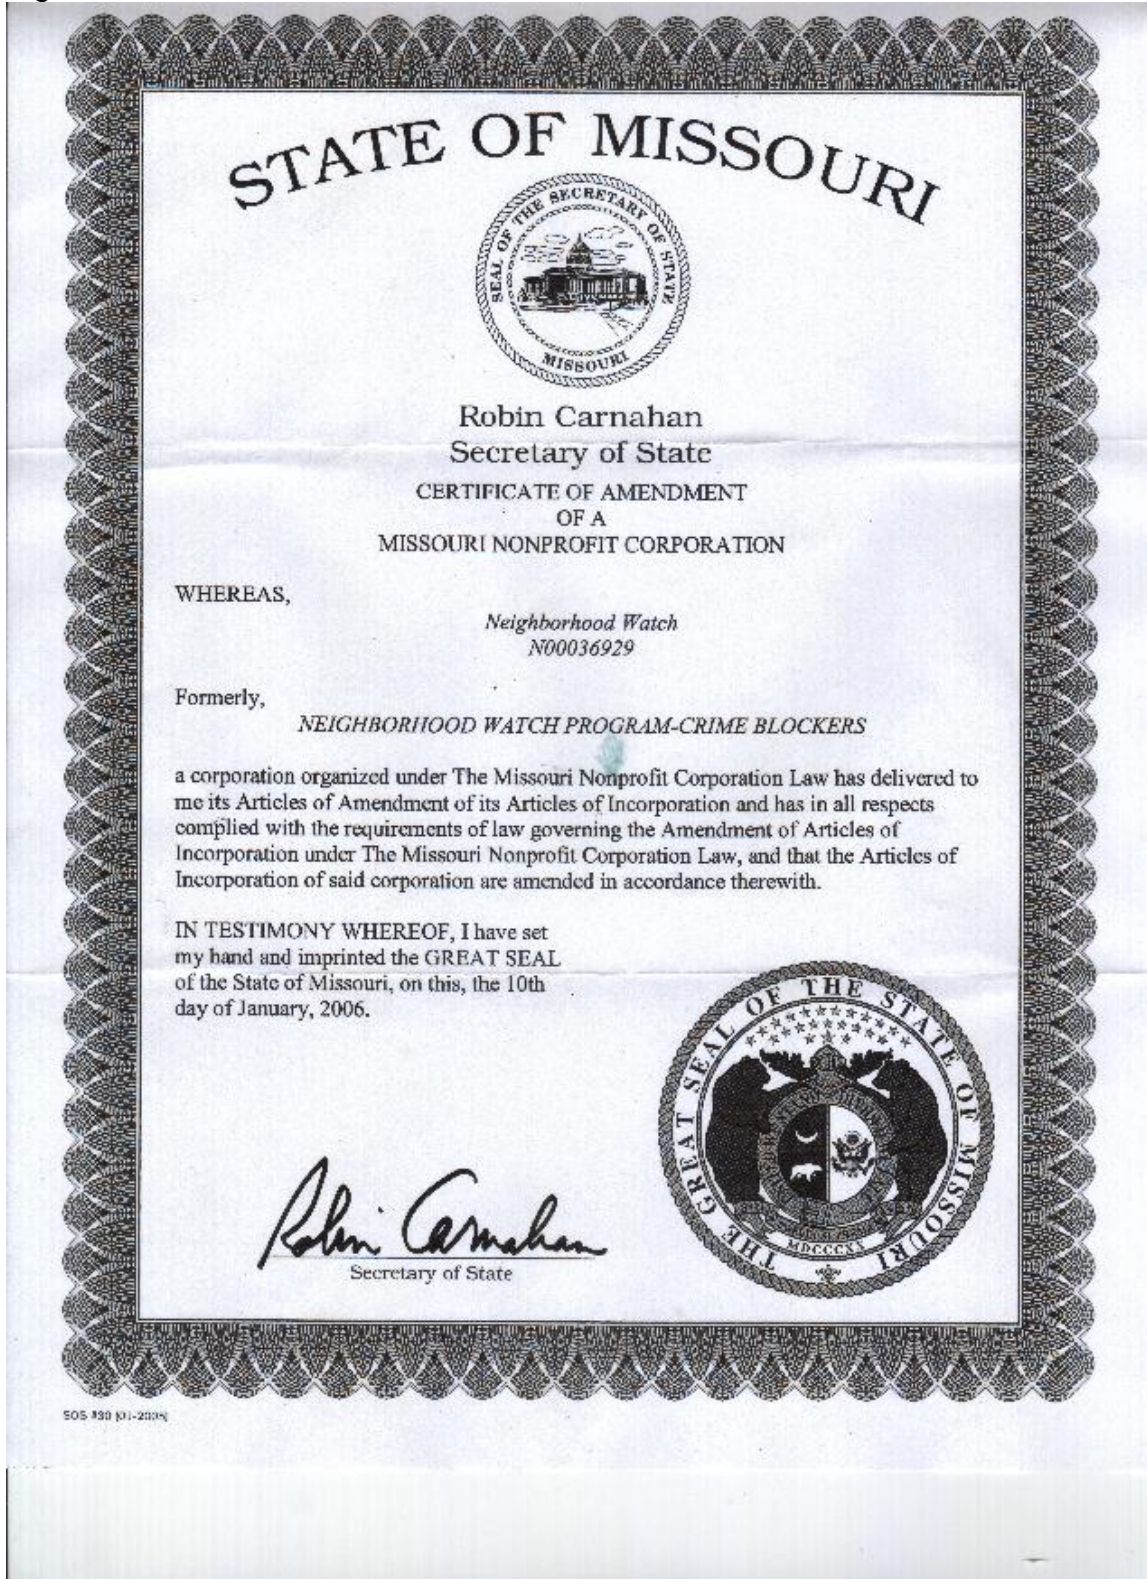 STATE OF MISSOURI
SEAL OF THE SECRETARY OF STATE
MISSOURI
Robin Carnahan
Secretary of State
CERTIFICATE OF AMENDMENT
OF A
MISSOURI NONPROFIT CORPORATION
WHEREAS,
Neighborhood Watch
N00036929
Formerly,
NEIGHBORHOOD WATCH PROGRAM-CRIME BLOCKERS
a corporation organized under The Missouri Nonprofit Corporation Law has delivered to
me its Articles of Amendment of its Articles of Incorporation and has in all respects
complied with the requirements of law governing the Amendment of Articles of
Incorporation under The Missouri Nonprofit Corporation Law, and that the Articles of
Incorporation of said corporation are amended in accordance therewith.
IN TESTIMONY WHEREOF, I have set
my hand and imprinted the GREAT SEAL
of the State of Missouri, on this, the 10th
day of January, 2006.
THE GREAT SEAL OF THE STATE OF MISSOURI
MDCCCXX
Robin Carnahan
Secretary of State
SOS #30 (01-2005)